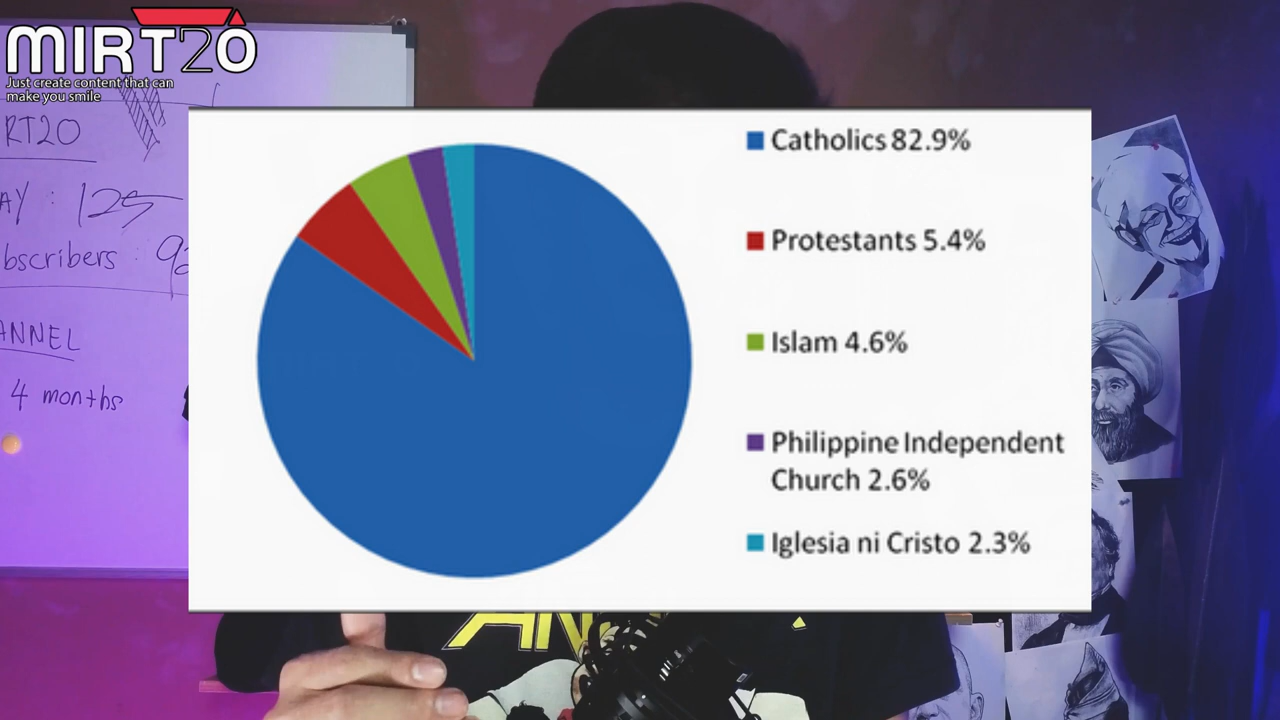 MIRT20
Just create content that can
make you smile
RT20
AY : 125
bscribers :
ANNEL
4 months
Catholics 82.9%
Protestants 5.4%
Islam 4.6%
Philippine Independent
Church 2.6%
Iglesia ni Cristo 2.3%
AN